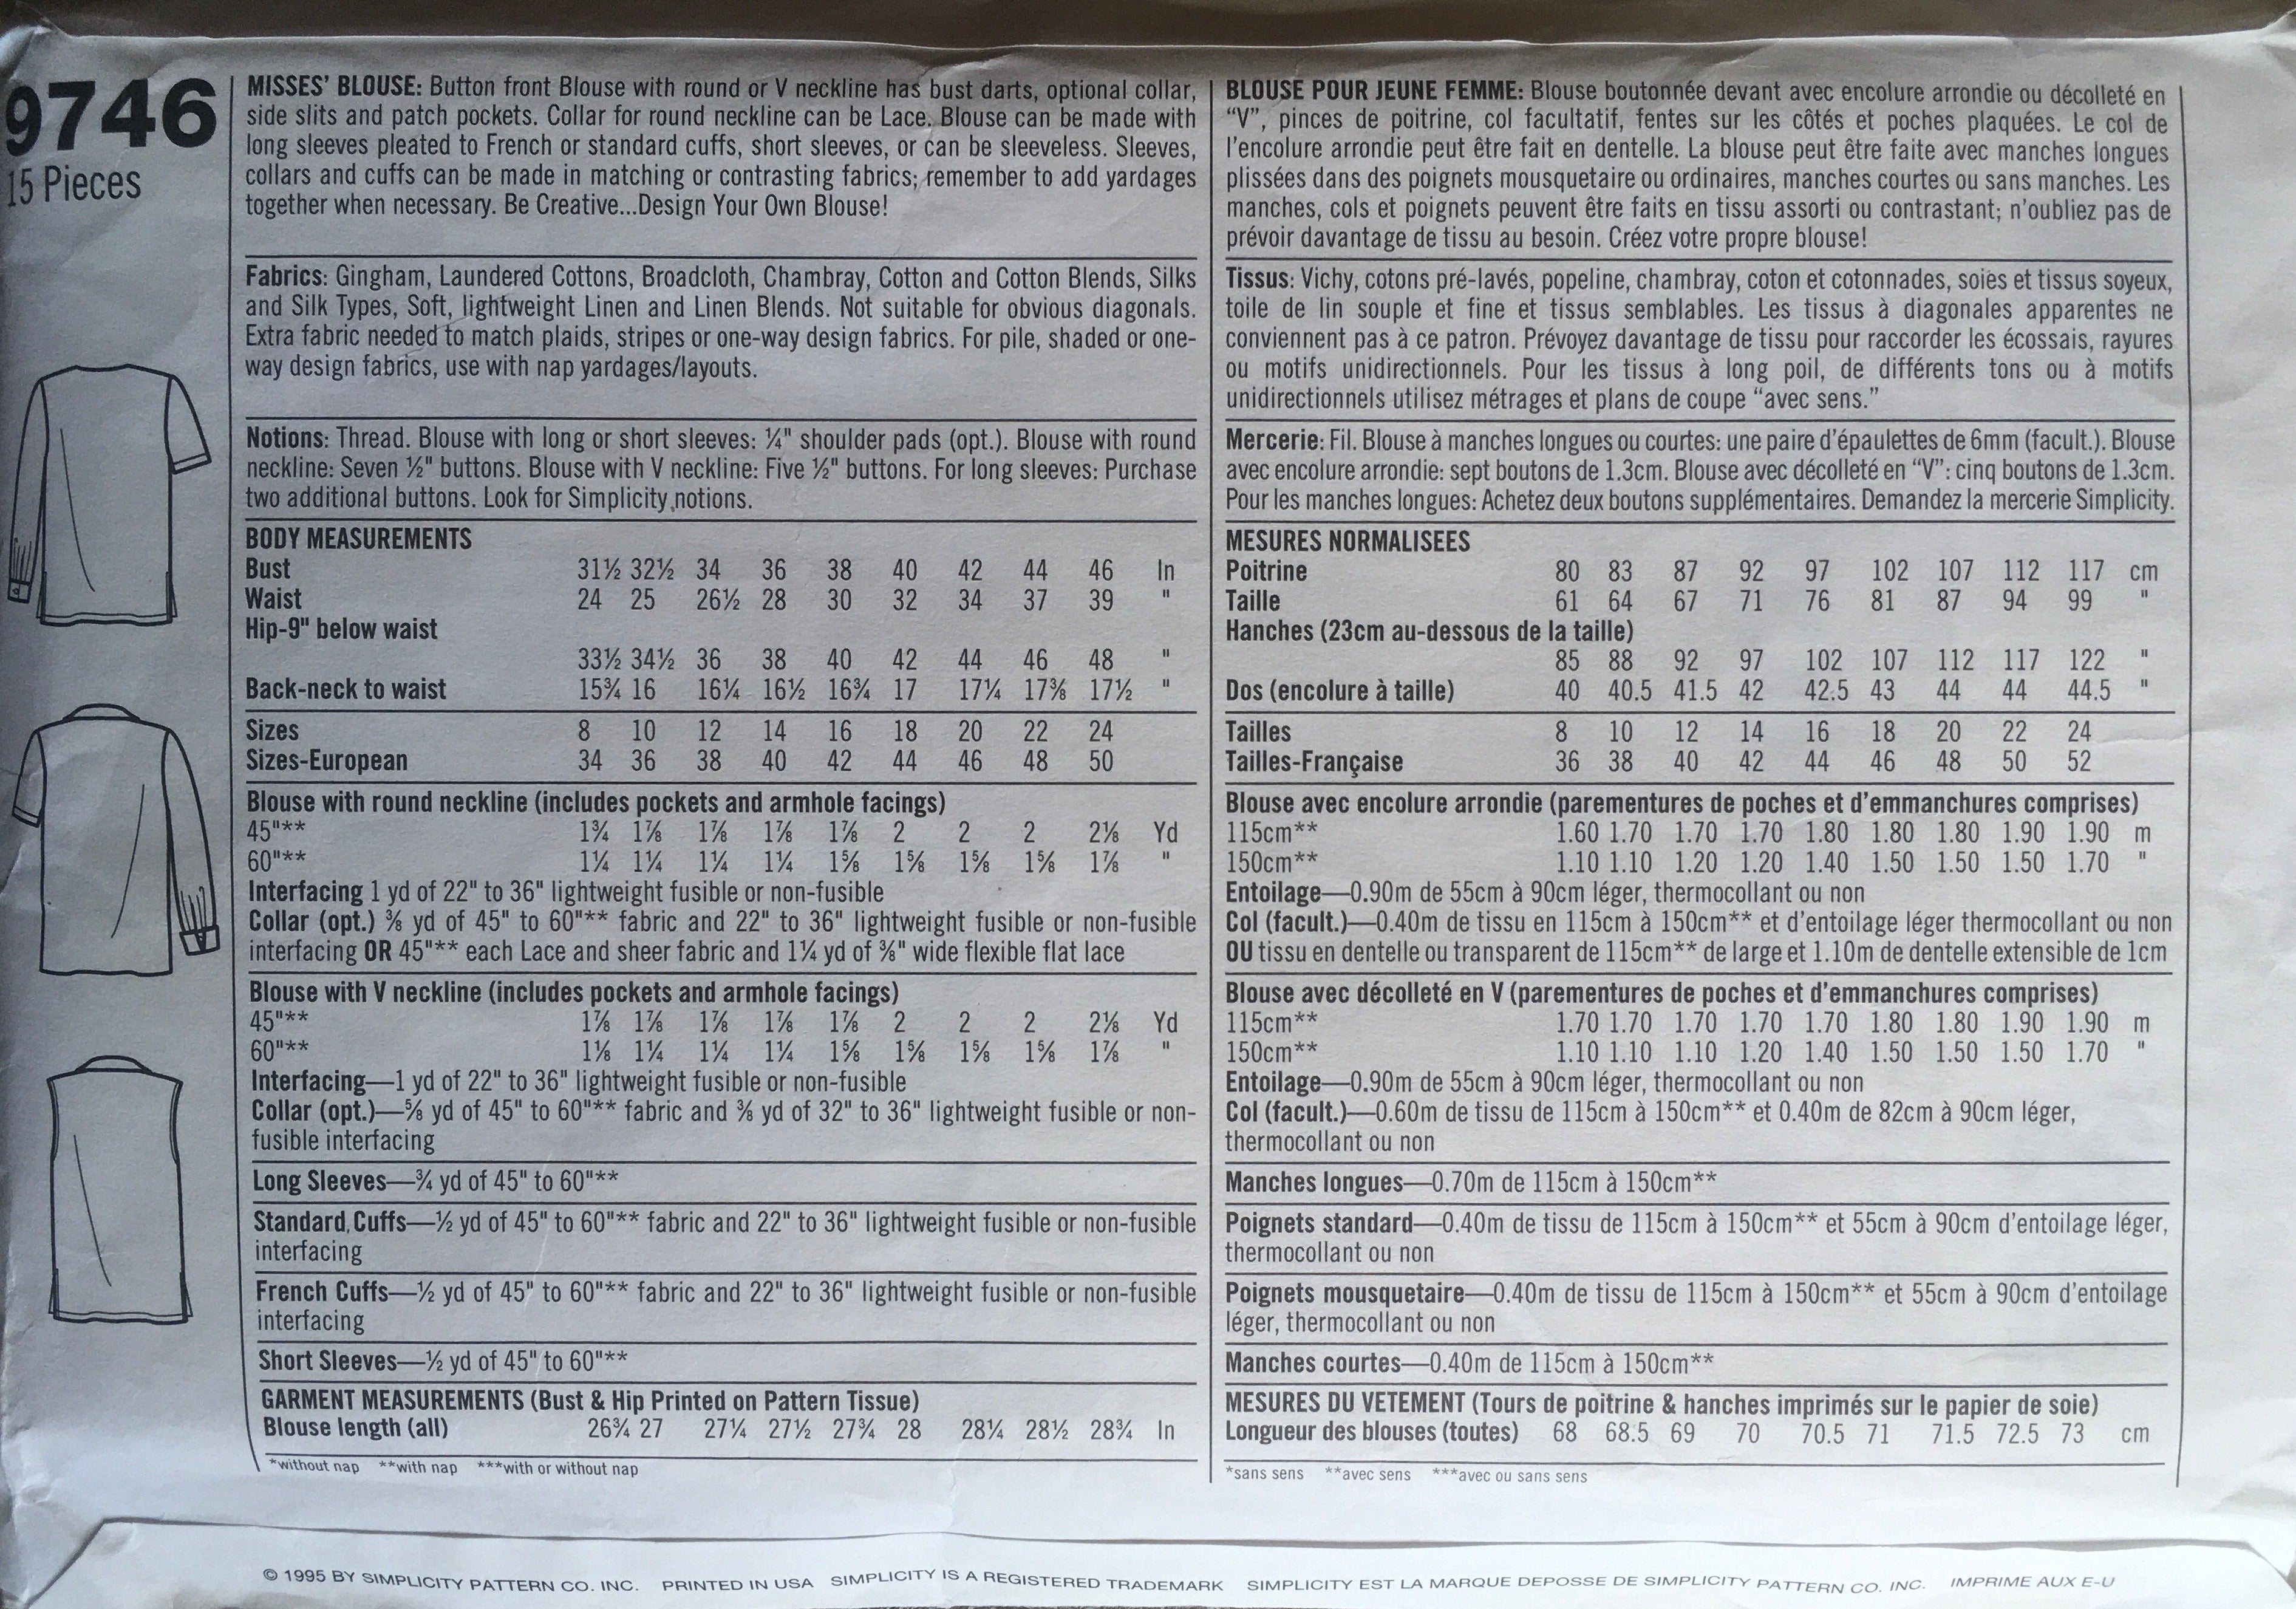 9746
15 Pieces
MISSES' BLOUSE: Button front Blouse with round or V neckline has bust darts, optional collar,
side slits and patch pockets. Collar for round neckline can be Lace. Blouse can be made with
long sleeves pleated to French or standard cuffs, short sleeves, or can be sleeveless. Sleeves,
collars and cuffs can be made in matching or contrasting fabrics; remember to add yardages
together when necessary. Be Creative...Design Your Own Blouse!
Fabrics: Gingham, Laundered Cottons, Broadcloth, Chambray, Cotton and Cotton Blends, Silks
and Silk Types, Soft, lightweight Linen and Linen Blends. Not suitable for obvious diagonals.
Extra fabric needed to match plaids, stripes or one-way design fabrics. For pile, shaded or one-
way design fabrics, use with nap yardages/layouts.
Notions: Thread. Blouse with long or short sleeves: ¼" shoulder pads (opt.). Blouse with round
neckline: Seven ½" buttons. Blouse with V neckline: Five ½" buttons. For long sleeves: Purchase
two additional buttons. Look for Simplicity notions.
BODY MEASUREMENTS
Bust 31½ 32½ 34 36 38 40 42 44 46 In
Waist 24 25 26½ 28 30 32 34 37 39 "
Hip-9" below waist
33½ 34½ 36 38 40 42 44 46 48 "
Back-neck to waist 15¾ 16 16¼ 16½ 16¾ 17 17¼ 17⅜ 17½ "
Sizes 8 10 12 14 16 18 20 22 24
Sizes-European 34 36 38 40 42 44 46 48 50
Blouse with round neckline (includes pockets and armhole facings)
45"** 1¾ 1⅞ 1⅞ 1⅞ 1⅞ 2 2 2 2⅛ Yd
60"** 1¼ 1¼ 1¼ 1¼ 1⅝ 1⅝ 1⅝ 1⅝ 1⅞ "
Interfacing 1 yd of 22" to 36" lightweight fusible or non-fusible
Collar (opt.) ⅜ yd of 45" to 60"** fabric and 22" to 36" lightweight fusible or non-fusible
interfacing OR 45"** each Lace and sheer fabric and 1¼ yd of ⅜" wide flexible flat lace
Blouse with V neckline (includes pockets and armhole facings)
45"** 1⅞ 1⅞ 1⅞ 1⅞ 1⅞ 2 2 2 2⅛ Yd
60"** 1⅛ 1¼ 1¼ 1¼ 1⅝ 1⅝ 1⅝ 1⅝ 1⅞ "
Interfacing—1 yd of 22" to 36" lightweight fusible or non-fusible
Collar (opt.)—⅝ yd of 45" to 60"** fabric and ⅜ yd of 32" to 36" lightweight fusible or non-
fusible interfacing
Long Sleeves—¾ yd of 45" to 60"**
Standard Cuffs—½ yd of 45" to 60"** fabric and 22" to 36" lightweight fusible or non-fusible
interfacing
French Cuffs—½ yd of 45" to 60"** fabric and 22" to 36" lightweight fusible or non-fusible
interfacing
Short Sleeves—½ yd of 45" to 60"**
GARMENT MEASUREMENTS (Bust & Hip Printed on Pattern Tissue)
Blouse length (all) 26¾ 27 27¼ 27½ 27¾ 28 28¼ 28½ 28¾ In
*without nap **with nap ***with or without nap
BLOUSE POUR JEUNE FEMME: Blouse boutonnée devant avec encolure arrondie ou décolleté en
"V", pinces de poitrine, col facultatif, fentes sur les côtés et poches plaquées. Le col de
l'encolure arrondie peut être fait en dentelle. La blouse peut être faite avec manches longues
plissées dans des poignets mousquetaire ou ordinaires, manches courtes ou sans manches. Les
manches, cols et poignets peuvent être faits en tissu assorti ou contrastant; n'oubliez pas de
prévoir davantage de tissu au besoin. Créez votre propre blouse!
Tissus: Vichy, cotons pré-lavés, popeline, chambray, coton et cotonnades, soies et tissus soyeux,
toile de lin souple et fine et tissus semblables. Les tissus à diagonales apparentes ne
conviennent pas à ce patron. Prévoyez davantage de tissu pour raccorder les écossais, rayures
ou motifs unidirectionnels. Pour les tissus à long poil, de différents tons ou à motifs
unidirectionnels utilisez métrages et plans de coupe "avec sens."
Mercerie: Fil. Blouse à manches longues ou courtes: une paire d'épaulettes de 6mm (facult.). Blouse
avec encolure arrondie: sept boutons de 1.3cm. Blouse avec décolleté en "V": cinq boutons de 1.3cm.
Pour les manches longues: Achetez deux boutons supplémentaires. Demandez la mercerie Simplicity.
MESURES NORMALISEES
Poitrine 80 83 87 92 97 102 107 112 117 cm
Taille 61 64 67 71 76 81 87 94 99 "
Hanches (23cm au-dessous de la taille)
85 88 92 97 102 107 112 117 122 "
Dos (encolure à taille) 40 40.5 41.5 42 42.5 43 44 44 44.5 "
Tailles 8 10 12 14 16 18 20 22 24
Tailles-Française 36 38 40 42 44 46 48 50 52
Blouse avec encolure arrondie (parementures de poches et d'emmanchures comprises)
115cm** 1.60 1.70 1.70 1.70 1.80 1.80 1.80 1.90 1.90 m
150cm** 1.10 1.10 1.20 1.20 1.40 1.50 1.50 1.50 1.70 "
Entoilage—0.90m de 55cm à 90cm léger, thermocollant ou non
Col (facult.)—0.40m de tissu en 115cm à 150cm** et d'entoilage léger thermocollant ou non
OU tissu en dentelle ou transparent de 115cm** de large et 1.10m de dentelle extensible de 1cm
Blouse avec décolleté en V (parementures de poches et d'emmanchures comprises)
115cm** 1.70 1.70 1.70 1.70 1.70 1.80 1.80 1.90 1.90 m
150cm** 1.10 1.10 1.10 1.20 1.40 1.50 1.50 1.50 1.70 "
Entoilage—0.90m de 55cm à 90cm léger, thermocollant ou non
Col (facult.)—0.60m de tissu de 115cm à 150cm** et 0.40m de 82cm à 90cm léger,
thermocollant ou non
Manches longues—0.70m de 115cm à 150cm**
Poignets standard—0.40m de tissu de 115cm à 150cm** et 55cm à 90cm d'entoilage léger,
thermocollant ou non
Poignets mousquetaire—0.40m de tissu de 115cm à 150cm** et 55cm à 90cm d'entoilage
léger, thermocollant ou non
Manches courtes—0.40m de 115cm à 150cm**
MESURES DU VETEMENT (Tours de poitrine & hanches imprimés sur le papier de soie)
Longueur des blouses (toutes) 68 68.5 69 70 70.5 71 71.5 72.5 73 cm
*sans sens **avec sens ***avec ou sans sens
© 1995 BY SIMPLICITY PATTERN CO. INC. PRINTED IN USA SIMPLICITY IS A REGISTERED TRADEMARK SIMPLICITY EST LA MARQUE DEPOSSE DE SIMPLICITY PATTERN CO. INC. IMPRIME AUX E-U